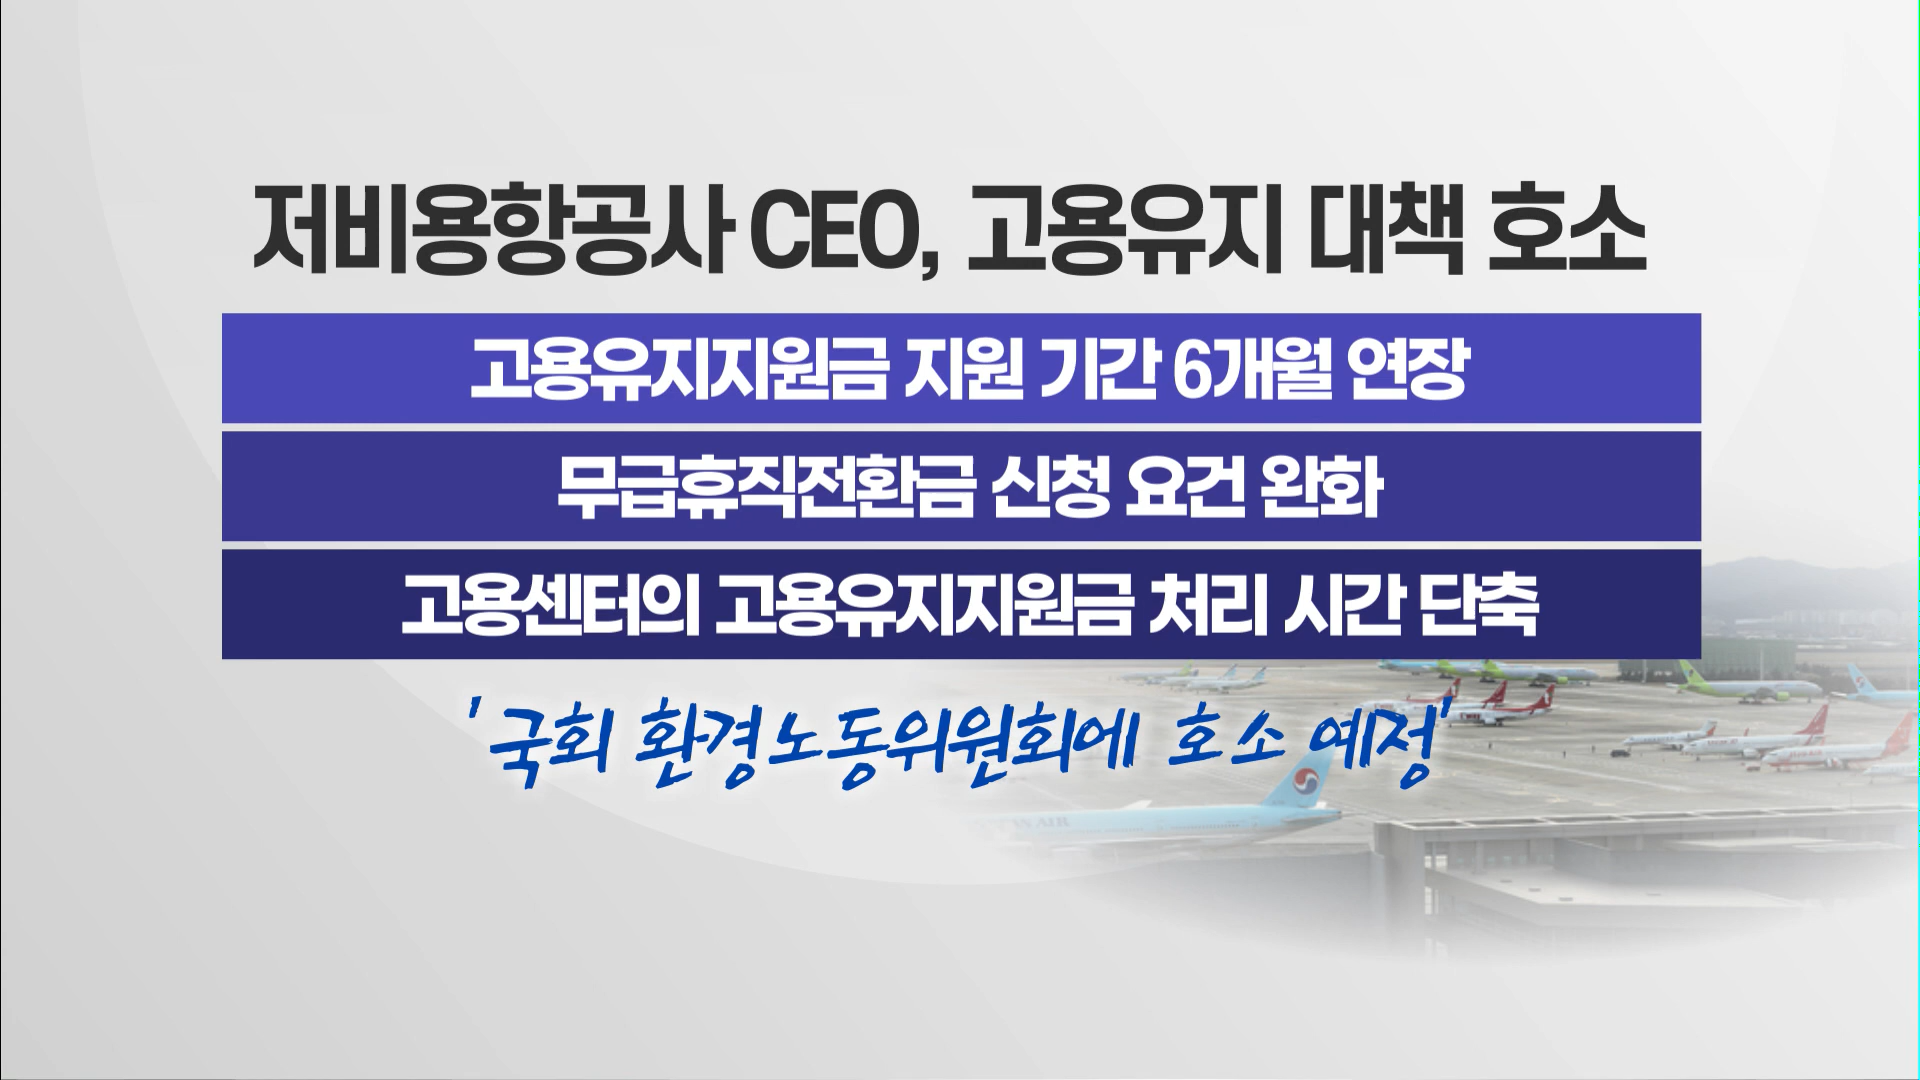 저비용항공사 CEO, 고용유지 대책 호소
고용유지지원금 지원 기간 6개월 연장
무급휴직전환금 신청 요건 완화
고용센터의 고용유지지원금 처리 시간 단축
'국회 환경노동위원회에 호소 예정'
AIR